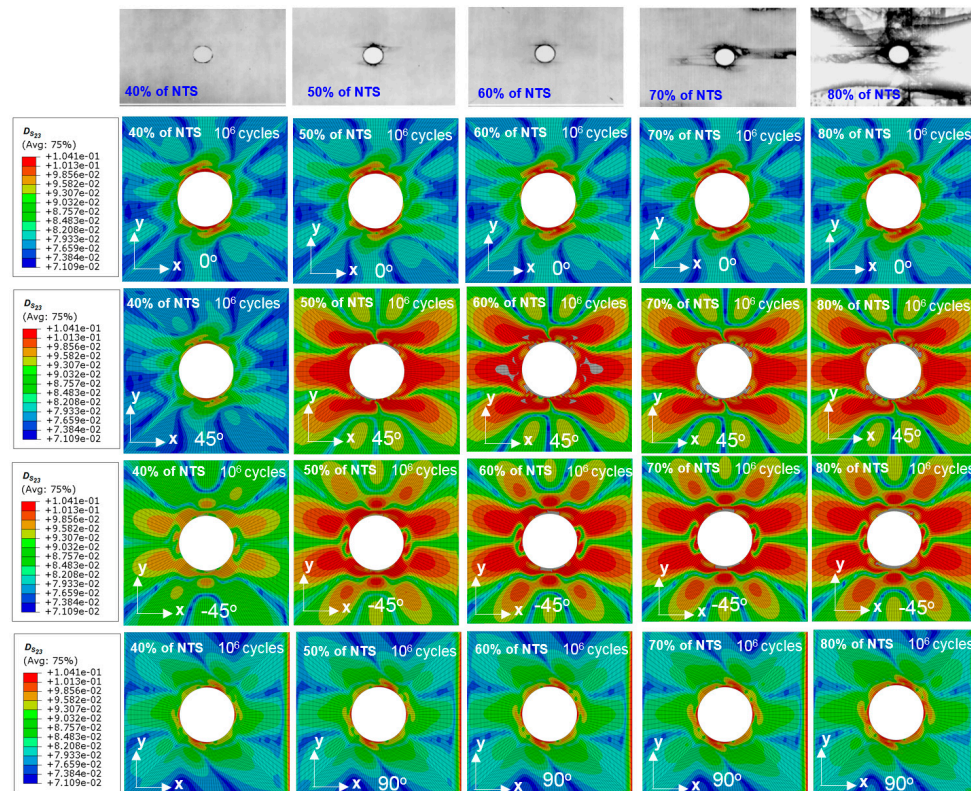 40% of NTS
50% of NTS
60% of NTS
70% of NTS
80% of NTS
D_{S23}
(Avg: 75%)
+1.041e-01
+1.013e-01
+9.856e-02
+9.582e-02
+9.307e-02
+9.032e-02
+8.757e-02
+8.483e-02
+8.208e-02
+7.933e-02
+7.659e-02
+7.384e-02
+7.109e-02
40% of NTS 10⁶ cycles
y
x 0°
50% of NTS 10⁶ cycles
y
x 0°
60% of NTS 10⁶ cycles
y
x 0°
70% of NTS 10⁶ cycles
y
x 0°
80% of NTS 10⁶ cycles
y
x 0°
D_{S23}
(Avg: 75%)
+1.041e-01
+1.013e-01
+9.856e-02
+9.582e-02
+9.307e-02
+9.032e-02
+8.757e-02
+8.483e-02
+8.208e-02
+7.933e-02
+7.659e-02
+7.384e-02
+7.109e-02
40% of NTS 10⁶ cycles
y
x 45°
50% of NTS 10⁶ cycles
y
x 45°
60% of NTS 10⁶ cycles
y
x 45°
70% of NTS 10⁶ cycles
y
x 45°
80% of NTS 10⁶ cycles
y
x 45°
D_{S23}
(Avg: 75%)
+1.041e-01
+1.013e-01
+9.856e-02
+9.582e-02
+9.307e-02
+9.032e-02
+8.757e-02
+8.483e-02
+8.208e-02
+7.933e-02
+7.659e-02
+7.384e-02
+7.109e-02
40% of NTS 10⁶ cycles
y
x -45°
50% of NTS 10⁶ cycles
y
x -45°
60% of NTS 10⁶ cycles
y
x -45°
70% of NTS 10⁶ cycles
y
x -45°
80% of NTS 10⁶ cycles
y
x -45°
D_{S23}
(Avg: 75%)
+1.041e-01
+1.013e-01
+9.856e-02
+9.582e-02
+9.307e-02
+9.032e-02
+8.757e-02
+8.483e-02
+8.208e-02
+7.933e-02
+7.659e-02
+7.384e-02
+7.109e-02
40% of NTS 10⁶ cycles
y
x 90°
50% of NTS 10⁶ cycles
y
x 90°
60% of NTS 10⁶ cycles
y
x 90°
70% of NTS 10⁶ cycles
y
x 90°
80% of NTS 10⁶ cycles
y
x 90°